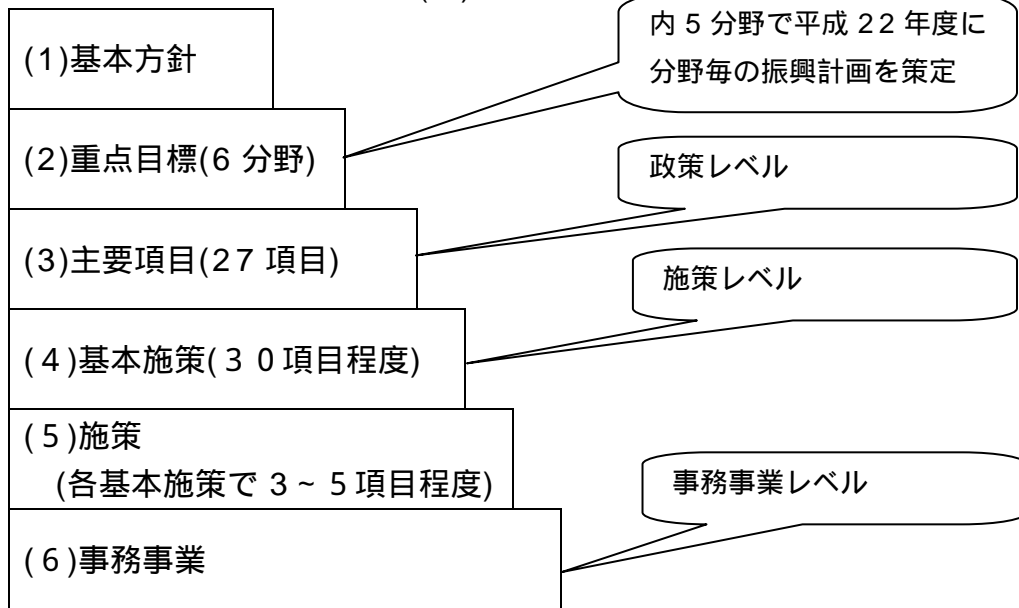 (1)基本方針
内 5 分野で平成 22 年度に
分野毎の振興計画を策定
(2)重点目標(6 分野)
政策レベル
(3)主要項目(27 項目)
施策レベル
(4)基本施策(30項目程度)
(5)施策
(各基本施策で 3~5項目程度)
事務事業レベル
(6)事務事業